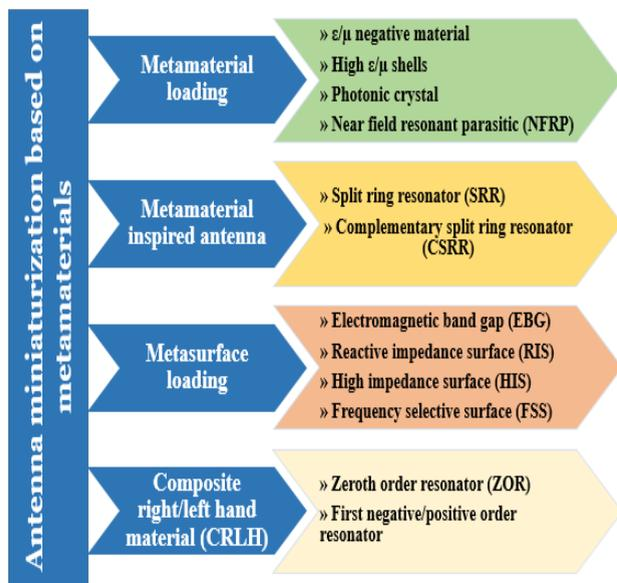 Antenna miniaturization based on
metamaterials
Metamaterial
loading
» ε/μ negative material
» High ε/μ shells
» Photonic crystal
» Near field resonant parasitic (NFRP)
Metamaterial
inspired antenna
» Split ring resonator (SRR)
» Complementary split ring resonator
(CSRR)
Metasurface
loading
» Electromagnetic band gap (EBG)
» Reactive impedance surface (RIS)
» High impedance surface (HIS)
» Frequency selective surface (FSS)
Composite
right/left hand
material (CRLH)
» Zeroth order resonator (ZOR)
» First negative/positive order
resonator